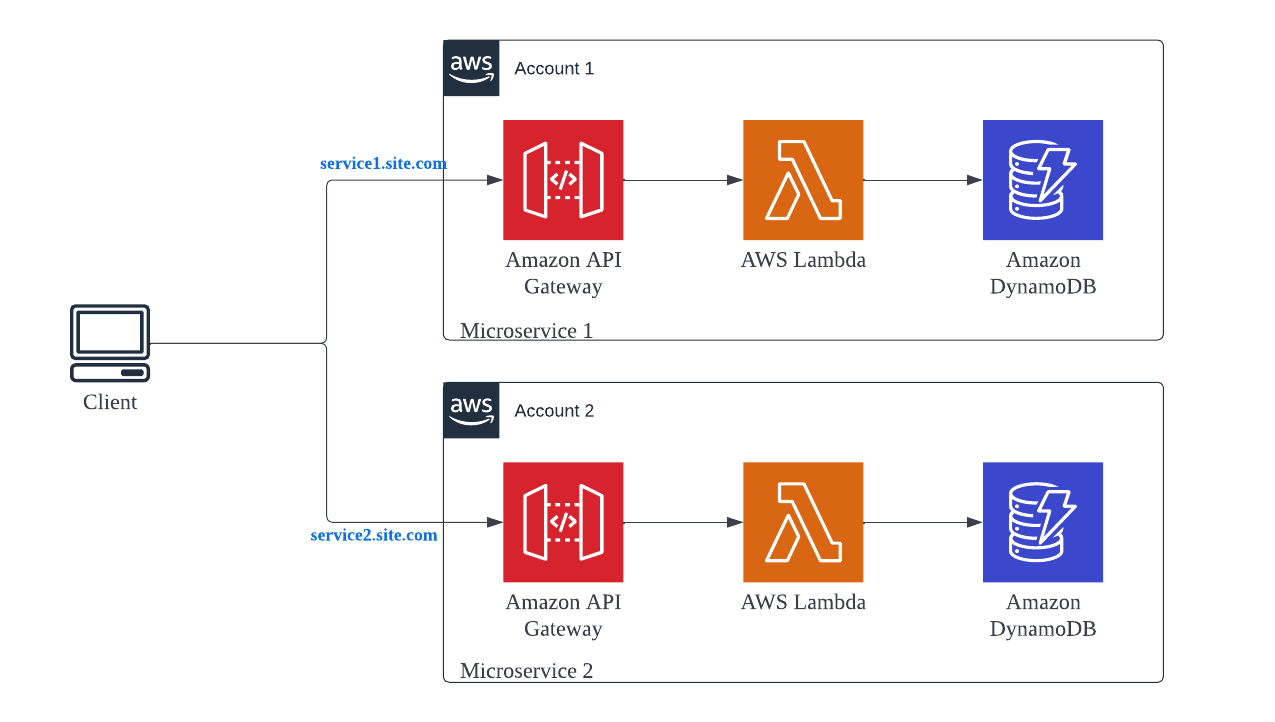 aws
Account 1
service1.site.com
Amazon API
Gateway
AWS Lambda
Amazon
DynamoDB
Microservice 1
Client
aws
Account 2
service2.site.com
Amazon API
Gateway
AWS Lambda
Amazon
DynamoDB
Microservice 2